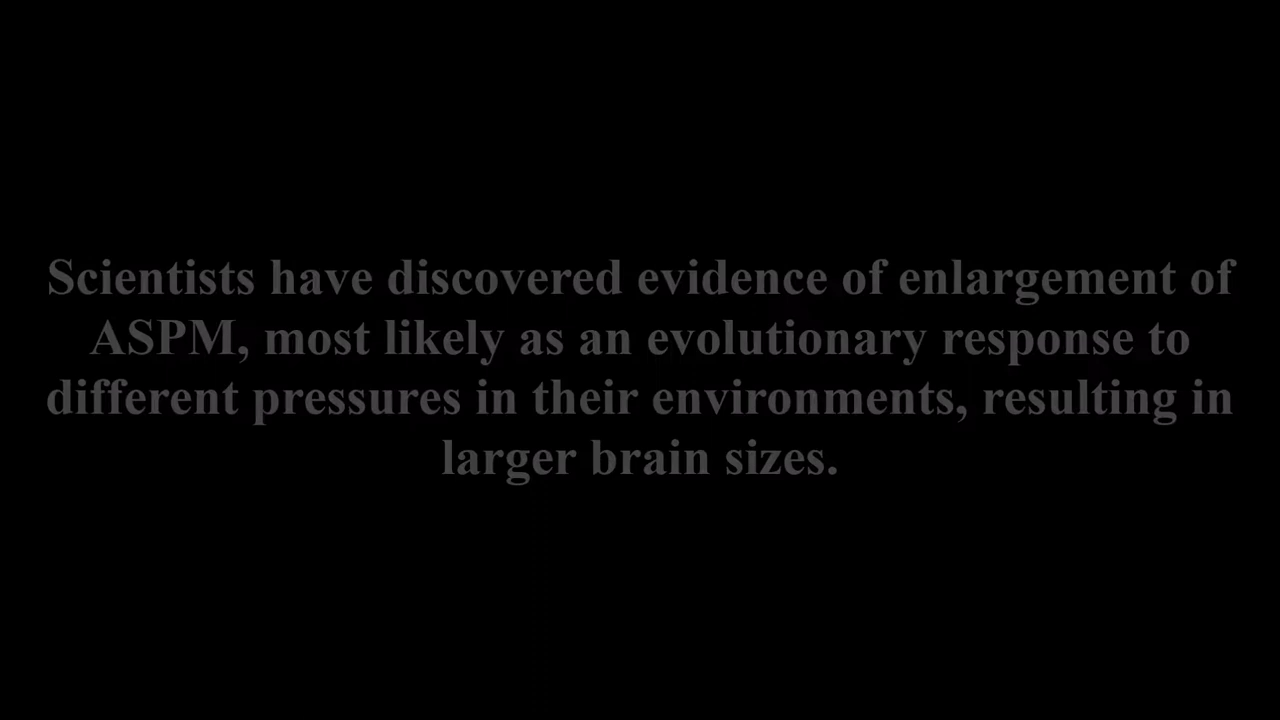 Scientists have discovered evidence of enlargement of
ASPM, most likely as an evolutionary response to
different pressures in their environments, resulting in
larger brain sizes.